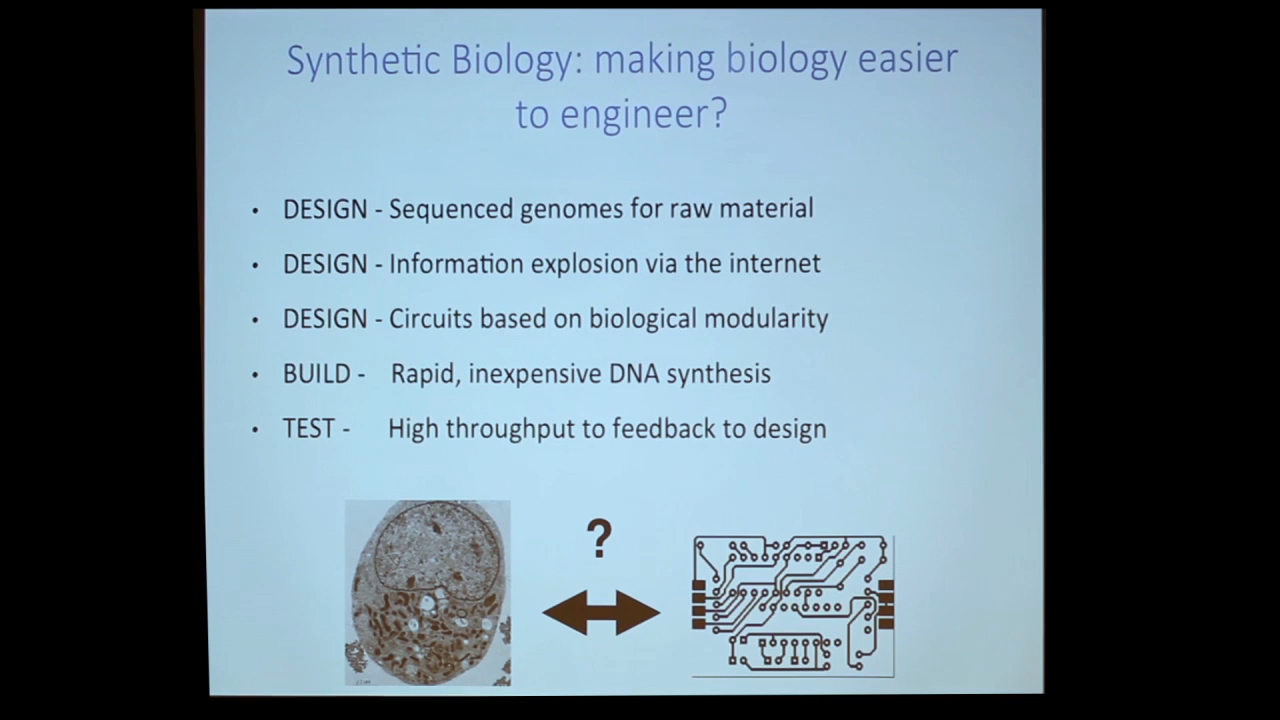 Synthetic Biology: making biology easier
to engineer?
• DESIGN - Sequenced genomes for raw material
• DESIGN - Information explosion via the internet
• DESIGN - Circuits based on biological modularity
• BUILD - Rapid, inexpensive DNA synthesis
• TEST - High throughput to feedback to design
?